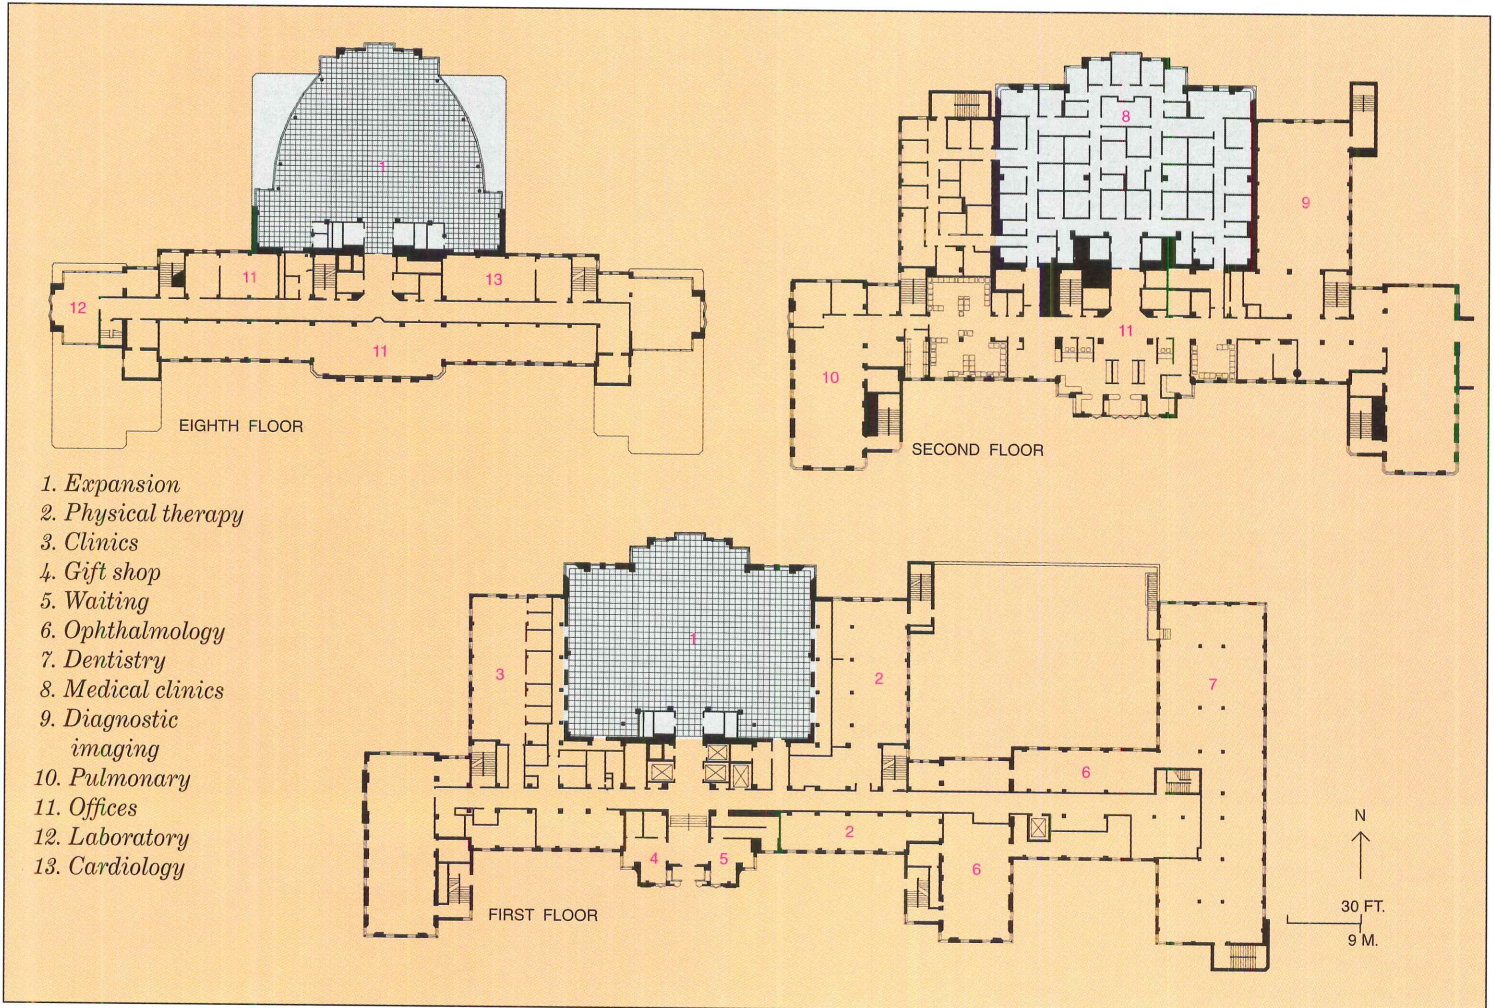 1
8
9
11
13
12
11
11
10
EIGHTH FLOOR
SECOND FLOOR
1. Expansion
2. Physical therapy
3. Clinics
4. Gift shop
5. Waiting
6. Ophthalmology
7. Dentistry
8. Medical clinics
9. Diagnostic
imaging
10. Pulmonary
11. Offices
12. Laboratory
13. Cardiology
1
3
2
7
6
2
4
5
6
FIRST FLOOR
N
30 FT.
9 M.